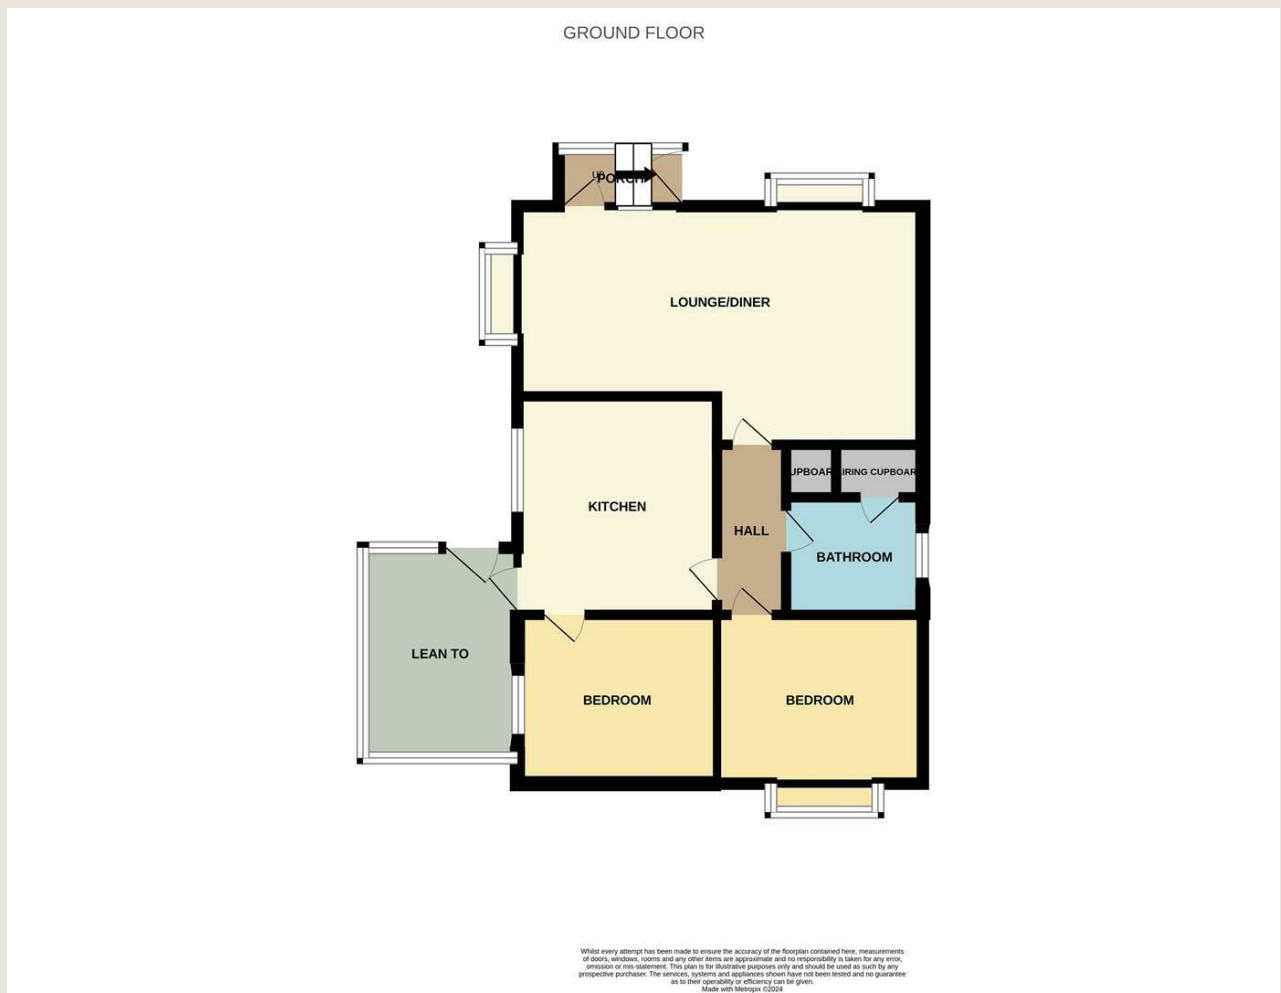 GROUND FLOOR
UP
PORCH
LOUNGE/DINER
UPBOAR
IRING CUPBOAR
KITCHEN
HALL
BATHROOM
LEAN TO
BEDROOM
BEDROOM
Whilst every attempt has been made to ensure the accuracy of the floorplan contained here, measurements
of doors, windows, rooms and any other items are approximate and no responsibility is taken for any error,
omission or mis-statement. This plan is for illustrative purposes only and should be used as such by any
prospective purchaser. The services, systems and appliances shown have not been tested and no guarantee
as to their operability or efficiency can be given.
Made with Metropix ©2024